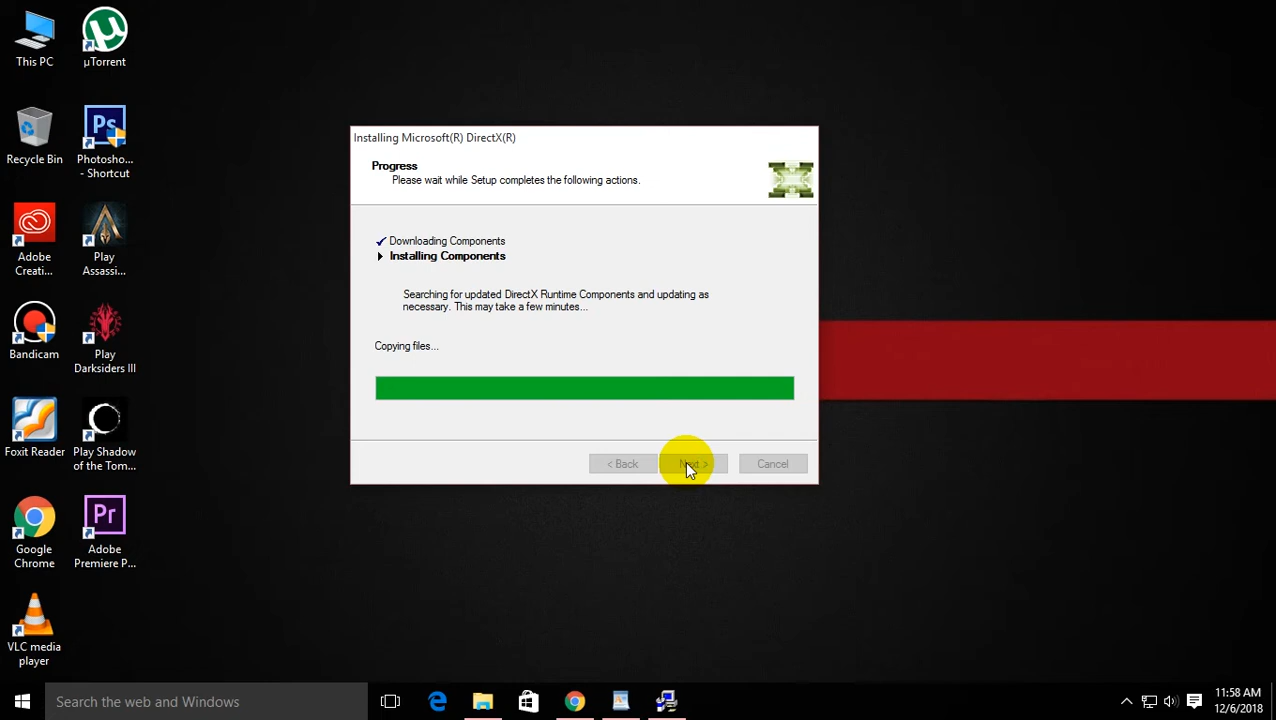 This PC
µTorrent
Recycle Bin
Ps
Photosho...
- Shortcut
Adobe
Creati...
Play
Assassi...
Bandicam
Play
Darksiders III
Foxit Reader
Play Shadow
of the Tom...
Google
Chrome
Pr
Adobe
Premiere P...
VLC media
player
Installing Microsoft(R) DirectX(R)
Progress
Please wait while Setup completes the following actions.
Downloading Components
Installing Components
Searching for updated DirectX Runtime Components and updating as
necessary. This may take a few minutes...
Copying files...
< Back
Next >
Cancel
Search the web and Windows
11:58 AM
12/6/2018